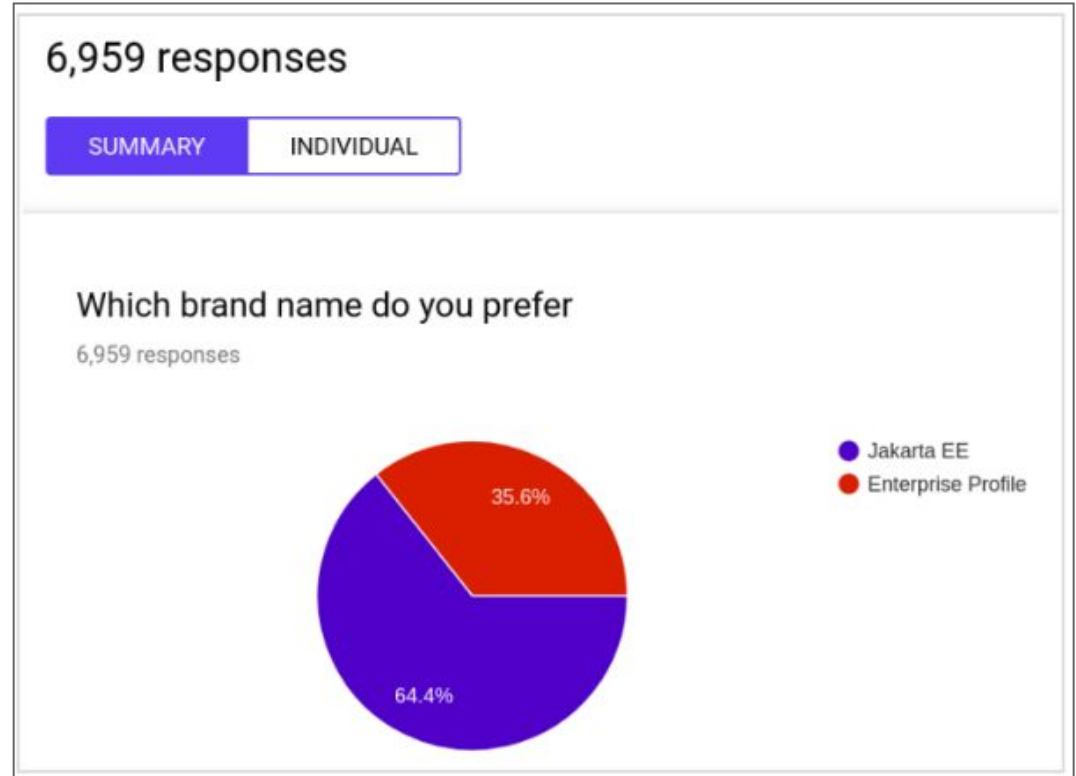 6,959 responses
SUMMARY
INDIVIDUAL
Which brand name do you prefer
6,959 responses
Jakarta EE
Enterprise Profile
35.6%
64.4%